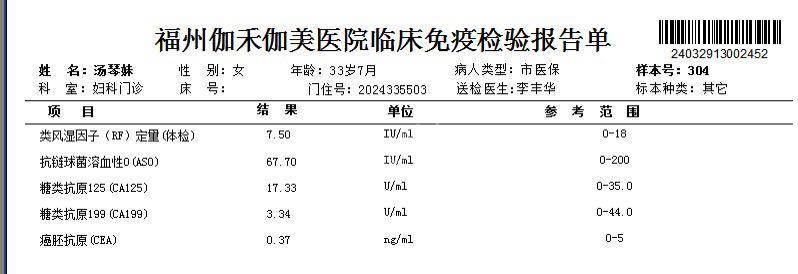 福州伽禾伽美医院临床免疫检验报告单
24032913002452
姓 名：汤琴妹 性 别：女 年龄：33岁7月 病人类型：市医保 样本号：304
科 室：妇科门诊 床 号： 门住号：2024335503 送检医生：李丰华 标本种类：其它
项 目 结 果 单位 参 考 范 围
类风湿因子（RF）定量(体检) 7.50 IU/ml 0-18
抗链球菌溶血性O(ASO) 67.70 IU/ml 0-200
糖类抗原125(CA125) 17.33 U/ml 0-35.0
糖类抗原199(CA199) 3.34 U/ml 0-44.0
癌胚抗原(CEA) 0.37 ng/ml 0-5